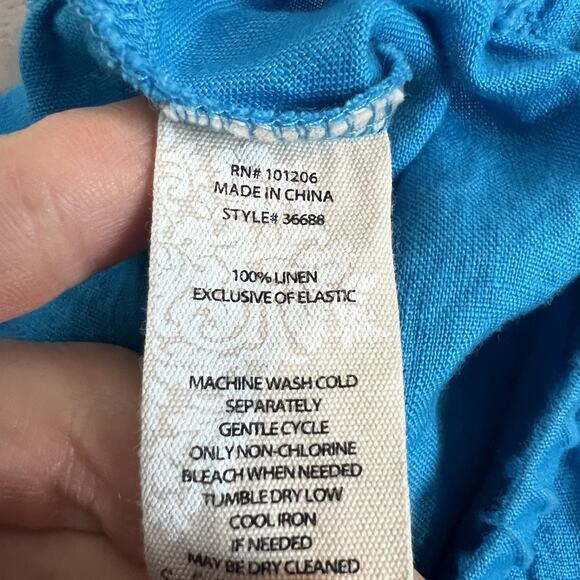 RN# 101206
MADE IN CHINA
STYLE# 36688
100% LINEN
EXCLUSIVE OF ELASTIC
MACHINE WASH COLD
SEPARATELY
GENTLE CYCLE
ONLY NON-CHLORINE
BLEACH WHEN NEEDED
TUMBLE DRY LOW
COOL IRON
IF NEEDED
MAY BE DRY CLEANED